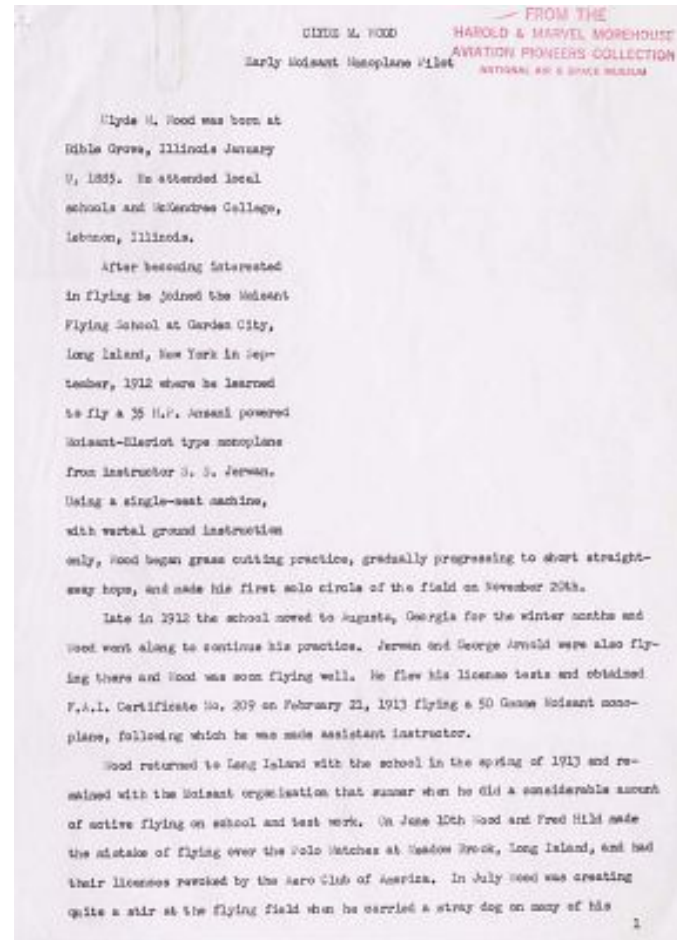 FROM THE
HAROLD & MARVEL MOREHOUSE
AVIATION PIONEERS COLLECTION
NATIONAL AIR & SPACE MUSEUM
CLYDE M. WOOD
Early Moisant Monoplane Pilot
Clyde M. Wood was born at
Bible Grove, Illinois January
, 1885. He attended local
schools and McKendree College,
Lebanon, Illinois.
After becoming interested
in flying he joined the Moisant
Flying School at Garden City,
Long Island, New York in Sep-
tember, 1912 where he learned
to fly a 35 H.P. Anzani powered
Moisant-Bleriot type monoplane
from instructor S. S. Jerwan.
Using a single-seat machine,
with verbal ground instruction
only, Wood began grass cutting practice, gradually progressing to short straight-
away hops, and made his first solo circle of the field on November 20th.
Late in 1912 the school moved to Augusta, Georgia for the winter months and
Wood went along to continue his practice. Jerwan and George Arnold were also fly-
ing there and Wood was soon flying well. He flew his license tests and obtained
F.A.I. Certificate No. 209 on February 21, 1913 flying a 50 Gnome Moisant mono-
plane, following which he was made assistant instructor.
Wood returned to Long Island with the school in the spring of 1913 and re-
mained with the Moisant organization that summer when he did a considerable amount
of active flying on school and test work. On June 10th Wood and Fred Hild made
the mistake of flying over the Polo Matches at Meadow Brook, Long Island, and had
their licenses revoked by the Aero Club of America. In July Wood was creating
quite a stir at the flying field when he carried a stray dog on many of his
1